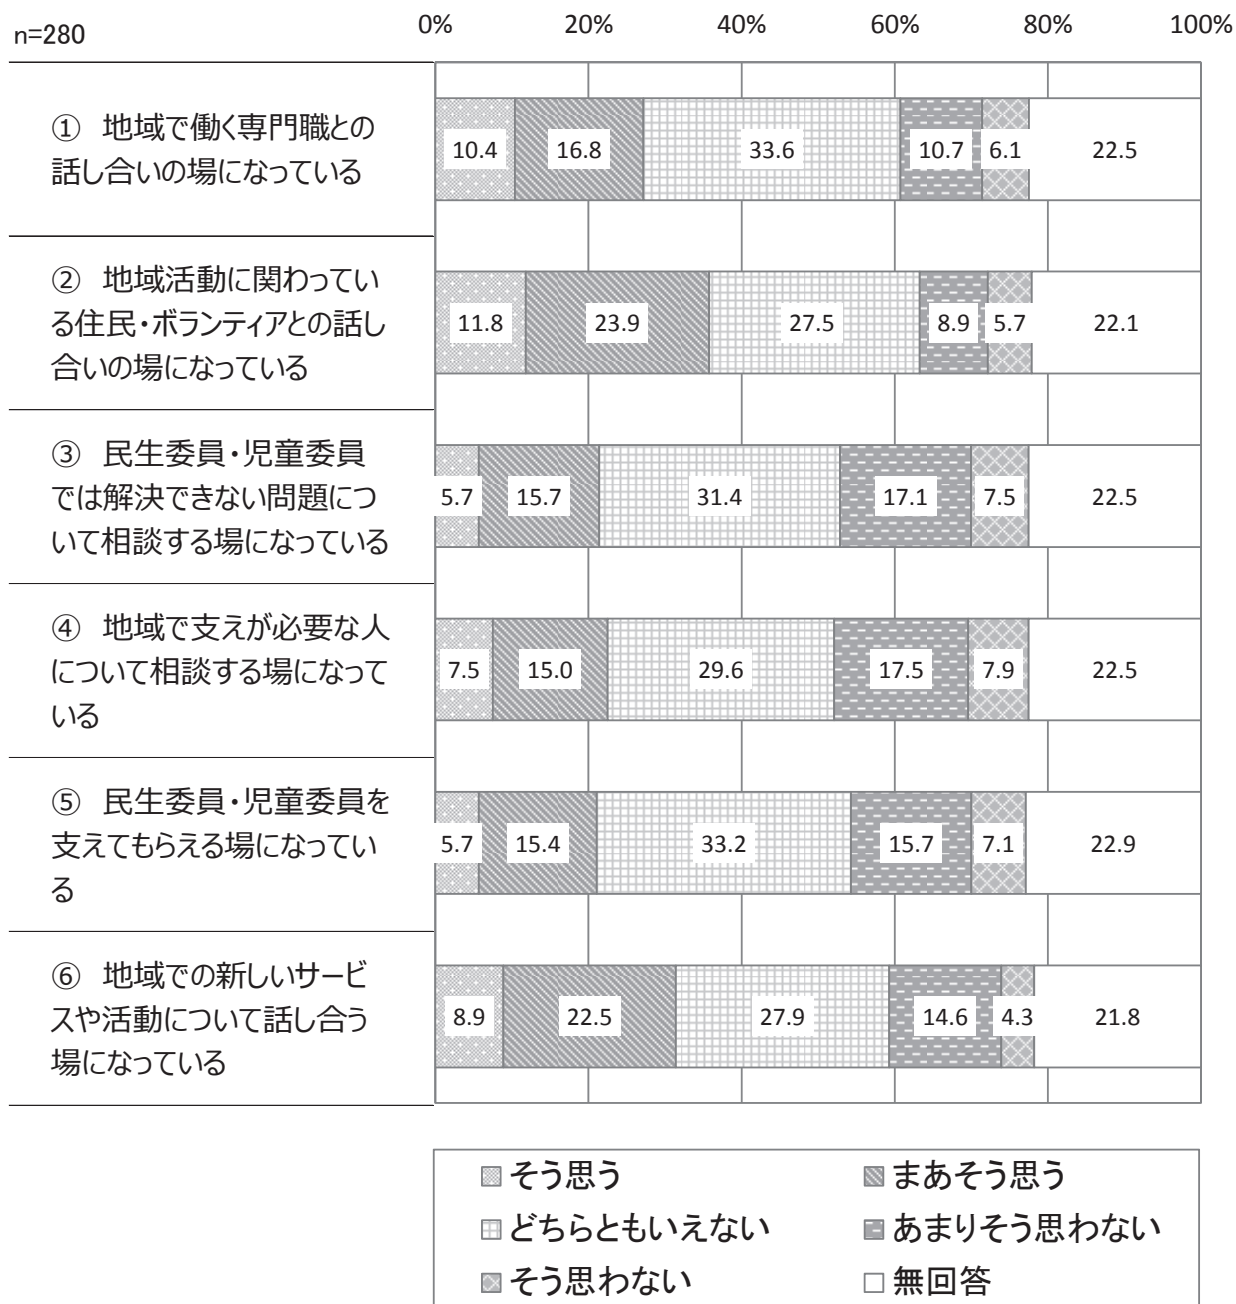 n=280
0% 20% 40% 60% 80% 100%
① 地域で働く専門職との
話し合いの場になっている
10.4 16.8 33.6 10.7 6.1 22.5
② 地域活動に関わってい
る住民・ボランティアとの話し
合いの場になっている
11.8 23.9 27.5 8.9 5.7 22.1
③ 民生委員・児童委員
では解決できない問題につ
いて相談する場になっている
5.7 15.7 31.4 17.1 7.5 22.5
④ 地域で支えが必要な人
について相談する場になって
いる
7.5 15.0 29.6 17.5 7.9 22.5
⑤ 民生委員・児童委員を
支えてもらえる場になってい
る
5.7 15.4 33.2 15.7 7.1 22.9
⑥ 地域での新しいサービ
スや活動について話し合う
場になっている
8.9 22.5 27.9 14.6 4.3 21.8
そう思う まあそう思う
どちらともいえない あまりそう思わない
そう思わない 無回答